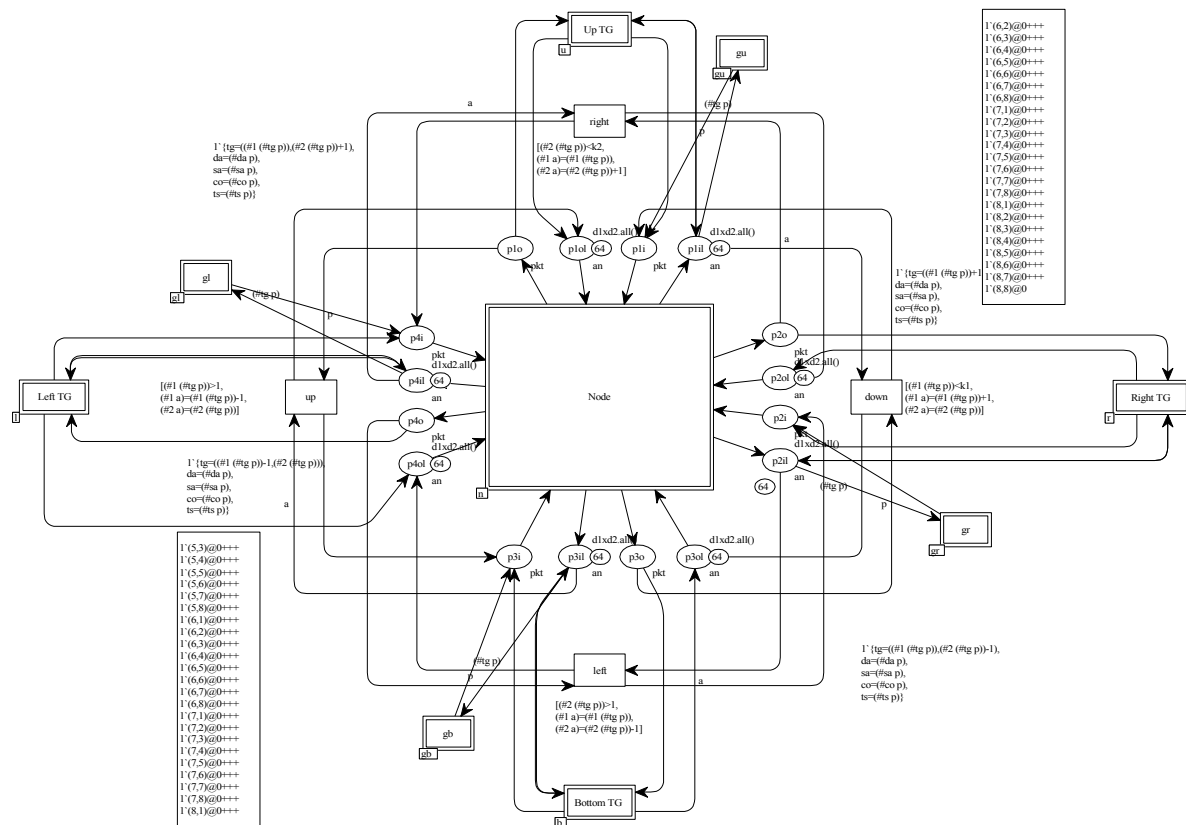 Up TG
u
gu
gu
(#tg p)
p
a
right
1`{tg=((#1 (#tg p)),(#2 (#tg p))+1),
da=(#da p),
sa=(#sa p),
co=(#co p),
ts=(#ts p)}
[(#2 (#tg p))<k2,
(#1 a)=(#1 (#tg p)),
(#2 a)=(#2 (#tg p))+1]
1`(6,2)@0+++
1`(6,3)@0+++
1`(6,4)@0+++
1`(6,5)@0+++
1`(6,6)@0+++
1`(6,7)@0+++
1`(6,8)@0+++
1`(7,1)@0+++
1`(7,2)@0+++
1`(7,3)@0+++
1`(7,4)@0+++
1`(7,5)@0+++
1`(7,6)@0+++
1`(7,7)@0+++
1`(7,8)@0+++
1`(8,1)@0+++
1`(8,2)@0+++
1`(8,3)@0+++
1`(8,4)@0+++
1`(8,5)@0+++
1`(8,6)@0+++
1`(8,7)@0+++
1`(8,8)@0
p1o
pkt
p1ol
64
d1xd2.all()
an
p1i
pkt
p1il
64
d1xd2.all()
an
a
1`{tg=((#1 (#tg p))+1
da=(#da p),
sa=(#sa p),
co=(#co p),
ts=(#ts p)}
gl
gl
(#tg p)
p
p4i
pkt
d1xd2.all()
p4il
64
an
p4o
pkt
d1xd2.all()
p4ol
64
an
Left TG
l
[(#1 (#tg p))>1,
(#1 a)=(#1 (#tg p))-1,
(#2 a)=(#2 (#tg p))]
up
Node
n
p2o
pkt
d1xd2.all()
p2ol
64
an
p2i
pkt
d1xd2.all()
p2il
64
an
down
[(#1 (#tg p))<k1,
(#1 a)=(#1 (#tg p))+1,
(#2 a)=(#2 (#tg p))]
Right TG
r
(#tg p)
p
gr
gr
1`{tg=((#1 (#tg p))-1,(#2 (#tg p))),
da=(#da p),
sa=(#sa p),
co=(#co p),
ts=(#ts p)}
a
1`(5,3)@0+++
1`(5,4)@0+++
1`(5,5)@0+++
1`(5,6)@0+++
1`(5,7)@0+++
1`(5,8)@0+++
1`(6,1)@0+++
1`(6,2)@0+++
1`(6,3)@0+++
1`(6,4)@0+++
1`(6,5)@0+++
1`(6,6)@0+++
1`(6,7)@0+++
1`(6,8)@0+++
1`(7,1)@0+++
1`(7,2)@0+++
1`(7,3)@0+++
1`(7,4)@0+++
1`(7,5)@0+++
1`(7,6)@0+++
1`(7,7)@0+++
1`(7,8)@0+++
1`(8,1)@0+++
p3i
pkt
p3il
64
d1xd2.all()
an
p3o
pkt
p3ol
64
d1xd2.all()
an
(#tg p)
p
left
a
[(#2 (#tg p))>1,
(#1 a)=(#1 (#tg p)),
(#2 a)=(#2 (#tg p))-1]
1`{tg=((#1 (#tg p)),(#2 (#tg p))-1),
da=(#da p),
sa=(#sa p),
co=(#co p),
ts=(#ts p)}
gb
gb
Bottom TG
b